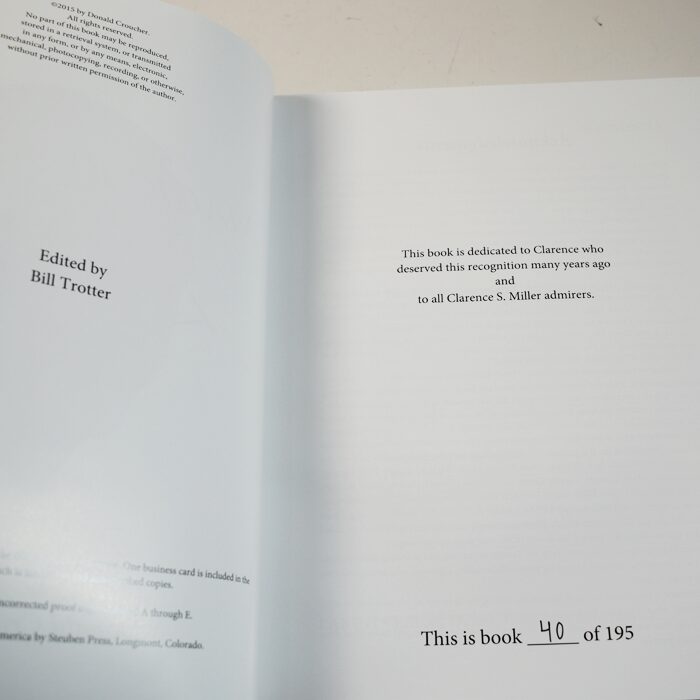 ©2015 by Donald Croucher.
All rights reserved.
No part of this book may be reproduced,
stored in a retrieval system, or transmitted
in any form, or by any means, electronic,
mechanical, photocopying, recording, or otherwise,
without prior written permission of the author.
Edited by
Bill Trotter
One business card is included in the
copies.
uncorrected proof A through E.
merica by Steuben Press, Longmont, Colorado.
This book is dedicated to Clarence who
deserved this recognition many years ago
and
to all Clarence S. Miller admirers.
This is book 40 of 195